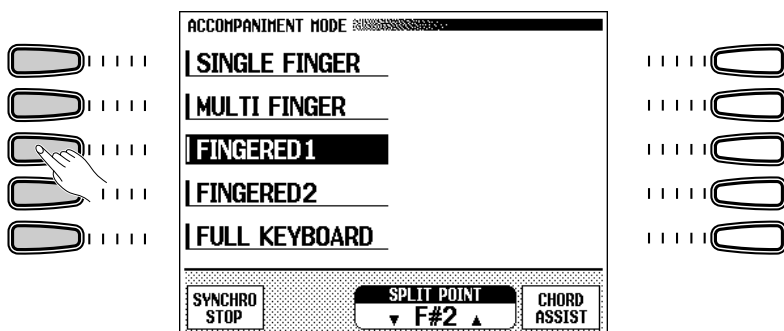 ACCOMPANIMENT MODE
SINGLE FINGER
MULTI FINGER
FINGERED1
FINGERED2
FULL KEYBOARD
SYNCHRO STOP
SPLIT POINT
▼ F#2 ▲
CHORD ASSIST